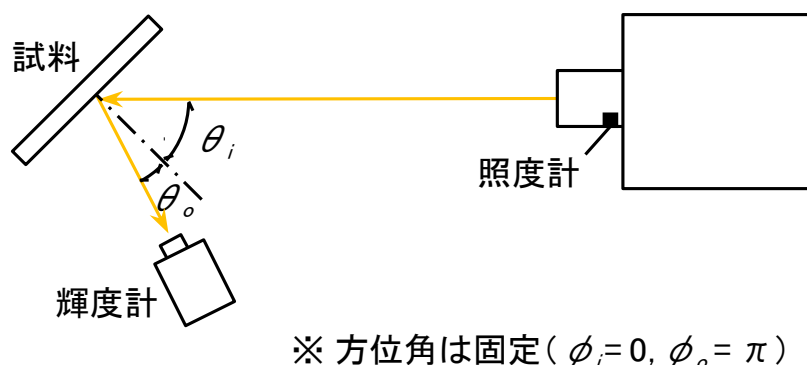 試料
θi
照度計
θo
輝度計
※ 方位角は固定( φi= 0, φo= π )